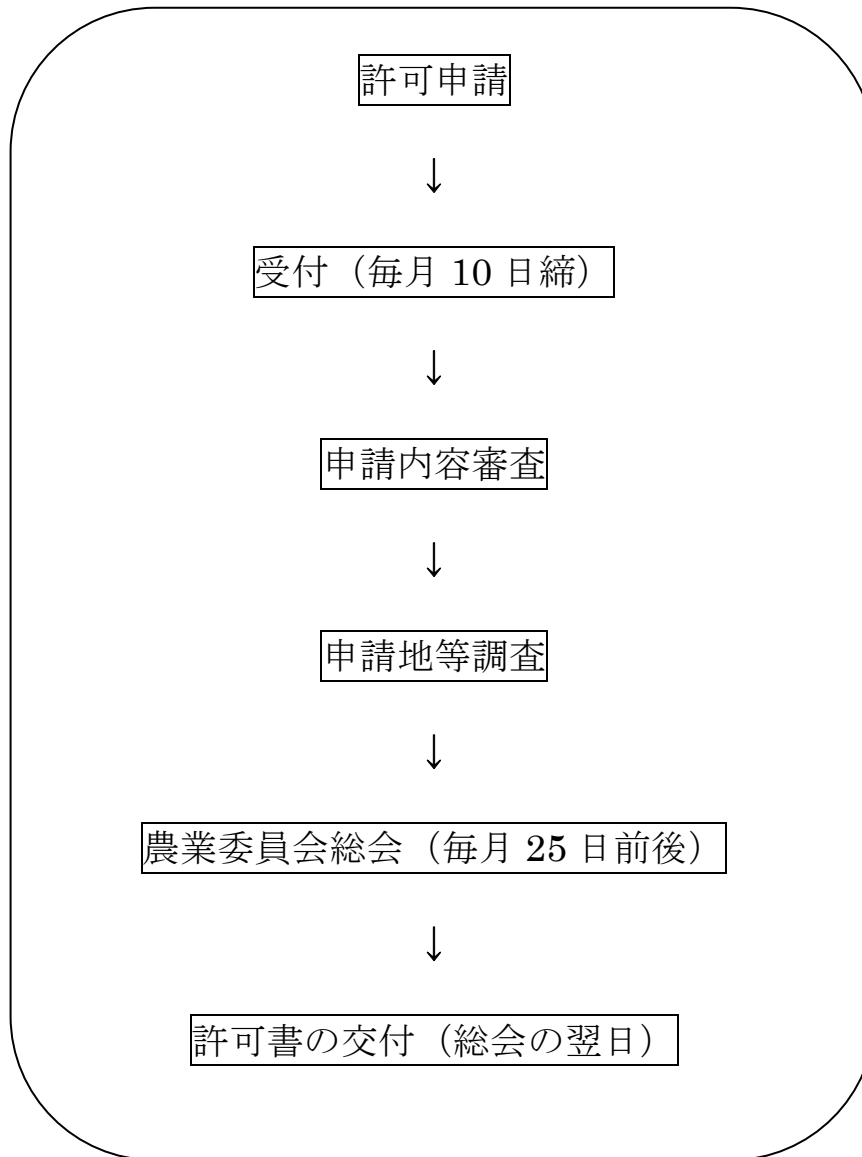 許可申請
↓
受付（毎月 10 日締）
↓
申請内容審査
↓
申請地等調査
↓
農業委員会総会（毎月 25 日前後）
↓
許可書の交付（総会の翌日）